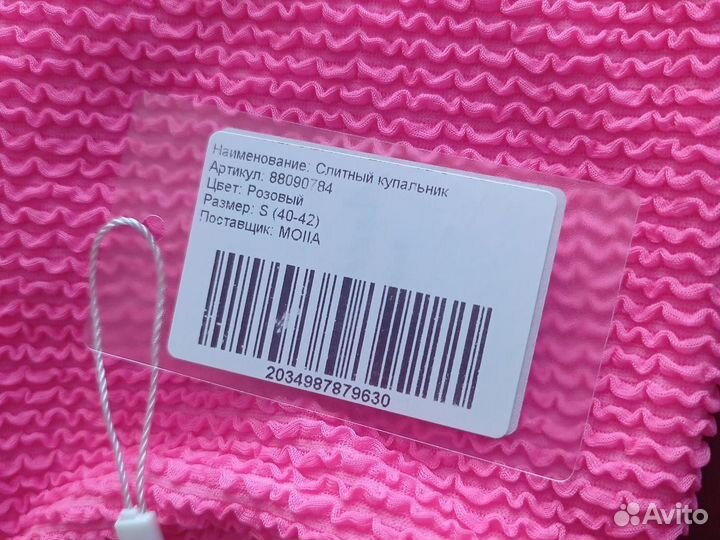 Наименование: Слитный купальник
Артикул: 88090784
Цвет: Розовый
Размер: S (40-42)
Поставщик: MOIIA
2034987879630
Avito